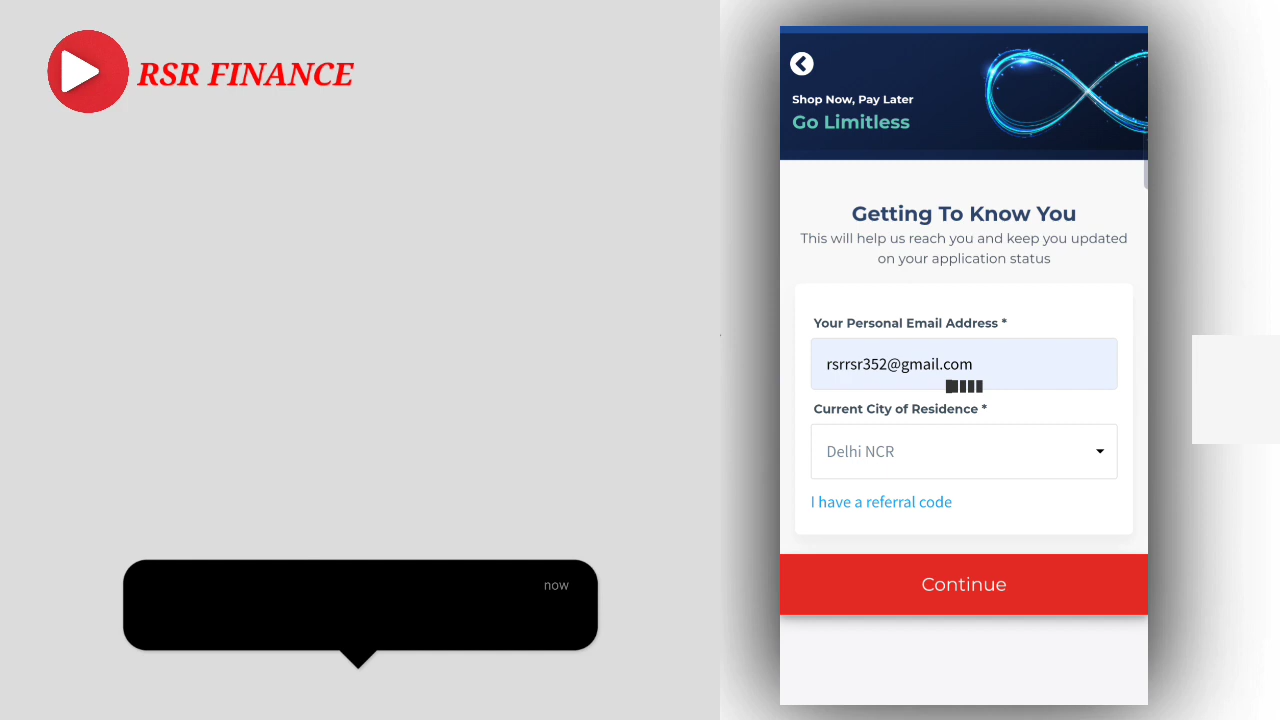 RSR FINANCE
now
Shop Now, Pay Later
Go Limitless
Getting To Know You
This will help us reach you and keep you updated
on your application status
Your Personal Email Address *
rsrrsr352@gmail.com
Current City of Residence *
Delhi NCR
I have a referral code
Continue